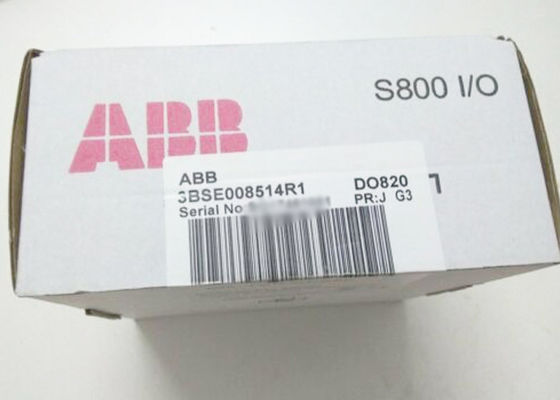 ABB
S800 I/O
ABB
3BSE008514R1 DO820
Serial No PR:J G3